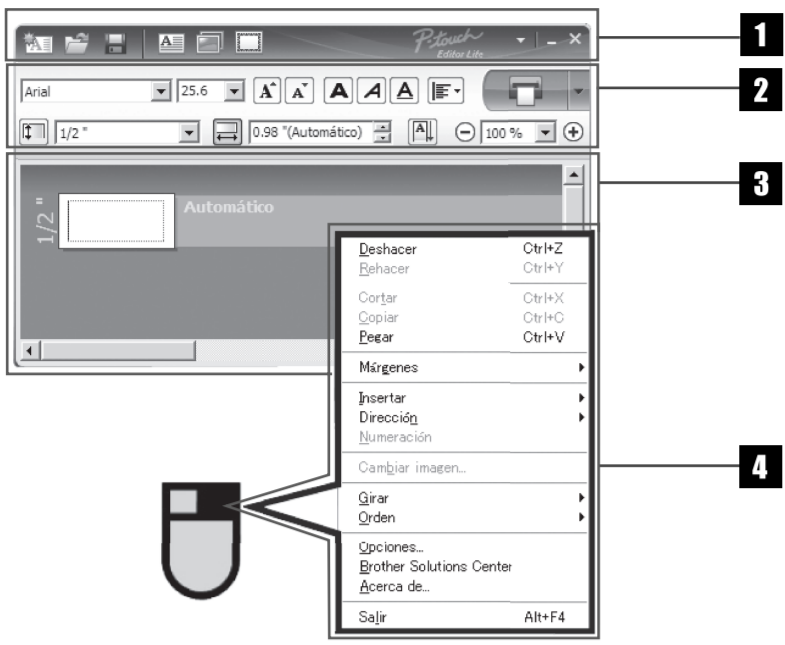 A A
P-touch
Editor Life
1
Arial 25.6 A A A A A
2
1/2 " 0.98 "(Automático) A 100 %
3
1/2 "
Automático
Deshacer Ctrl+Z
Rehacer Ctrl+Y
Cortar Ctrl+X
Copiar Ctrl+C
Pegar Ctrl+V
Márgenes
Insertar
Dirección
Numeración
Cambiar imagen...
4
Girar
Orden
Opciones...
Brother Solutions Center
Acerca de...
Salir Alt+F4